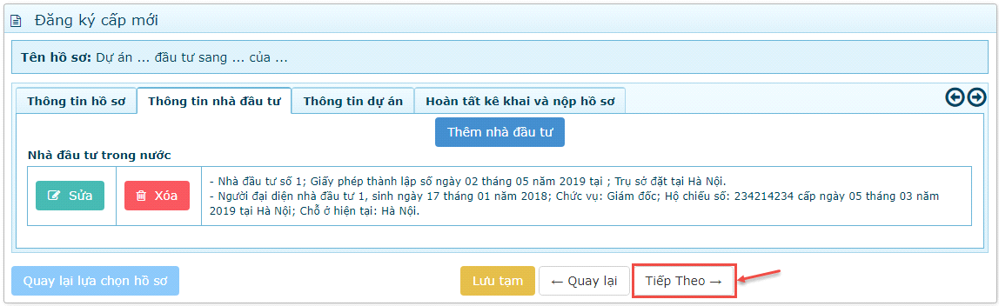 Đăng ký cấp mới
Tên hồ sơ: Dự án ... đầu tư sang ... của ...
Thông tin hồ sơ Thông tin nhà đầu tư Thông tin dự án Hoàn tất kê khai và nộp hồ sơ
Thêm nhà đầu tư
Nhà đầu tư trong nước
Sửa Xóa
- Nhà đầu tư số 1; Giấy phép thành lập số ngày 02 tháng 05 năm 2019 tại ; Trụ sở đặt tại Hà Nội.
- Người đại diện nhà đầu tư 1, sinh ngày 17 tháng 01 năm 2018; Chức vụ: Giám đốc; Hộ chiếu số: 234214234 cấp ngày 05 tháng 03 năm
2019 tại Hà Nội; Chỗ ở hiện tại: Hà Nội.
Quay lại lựa chọn hồ sơ Lưu tạm ← Quay lại Tiếp Theo →